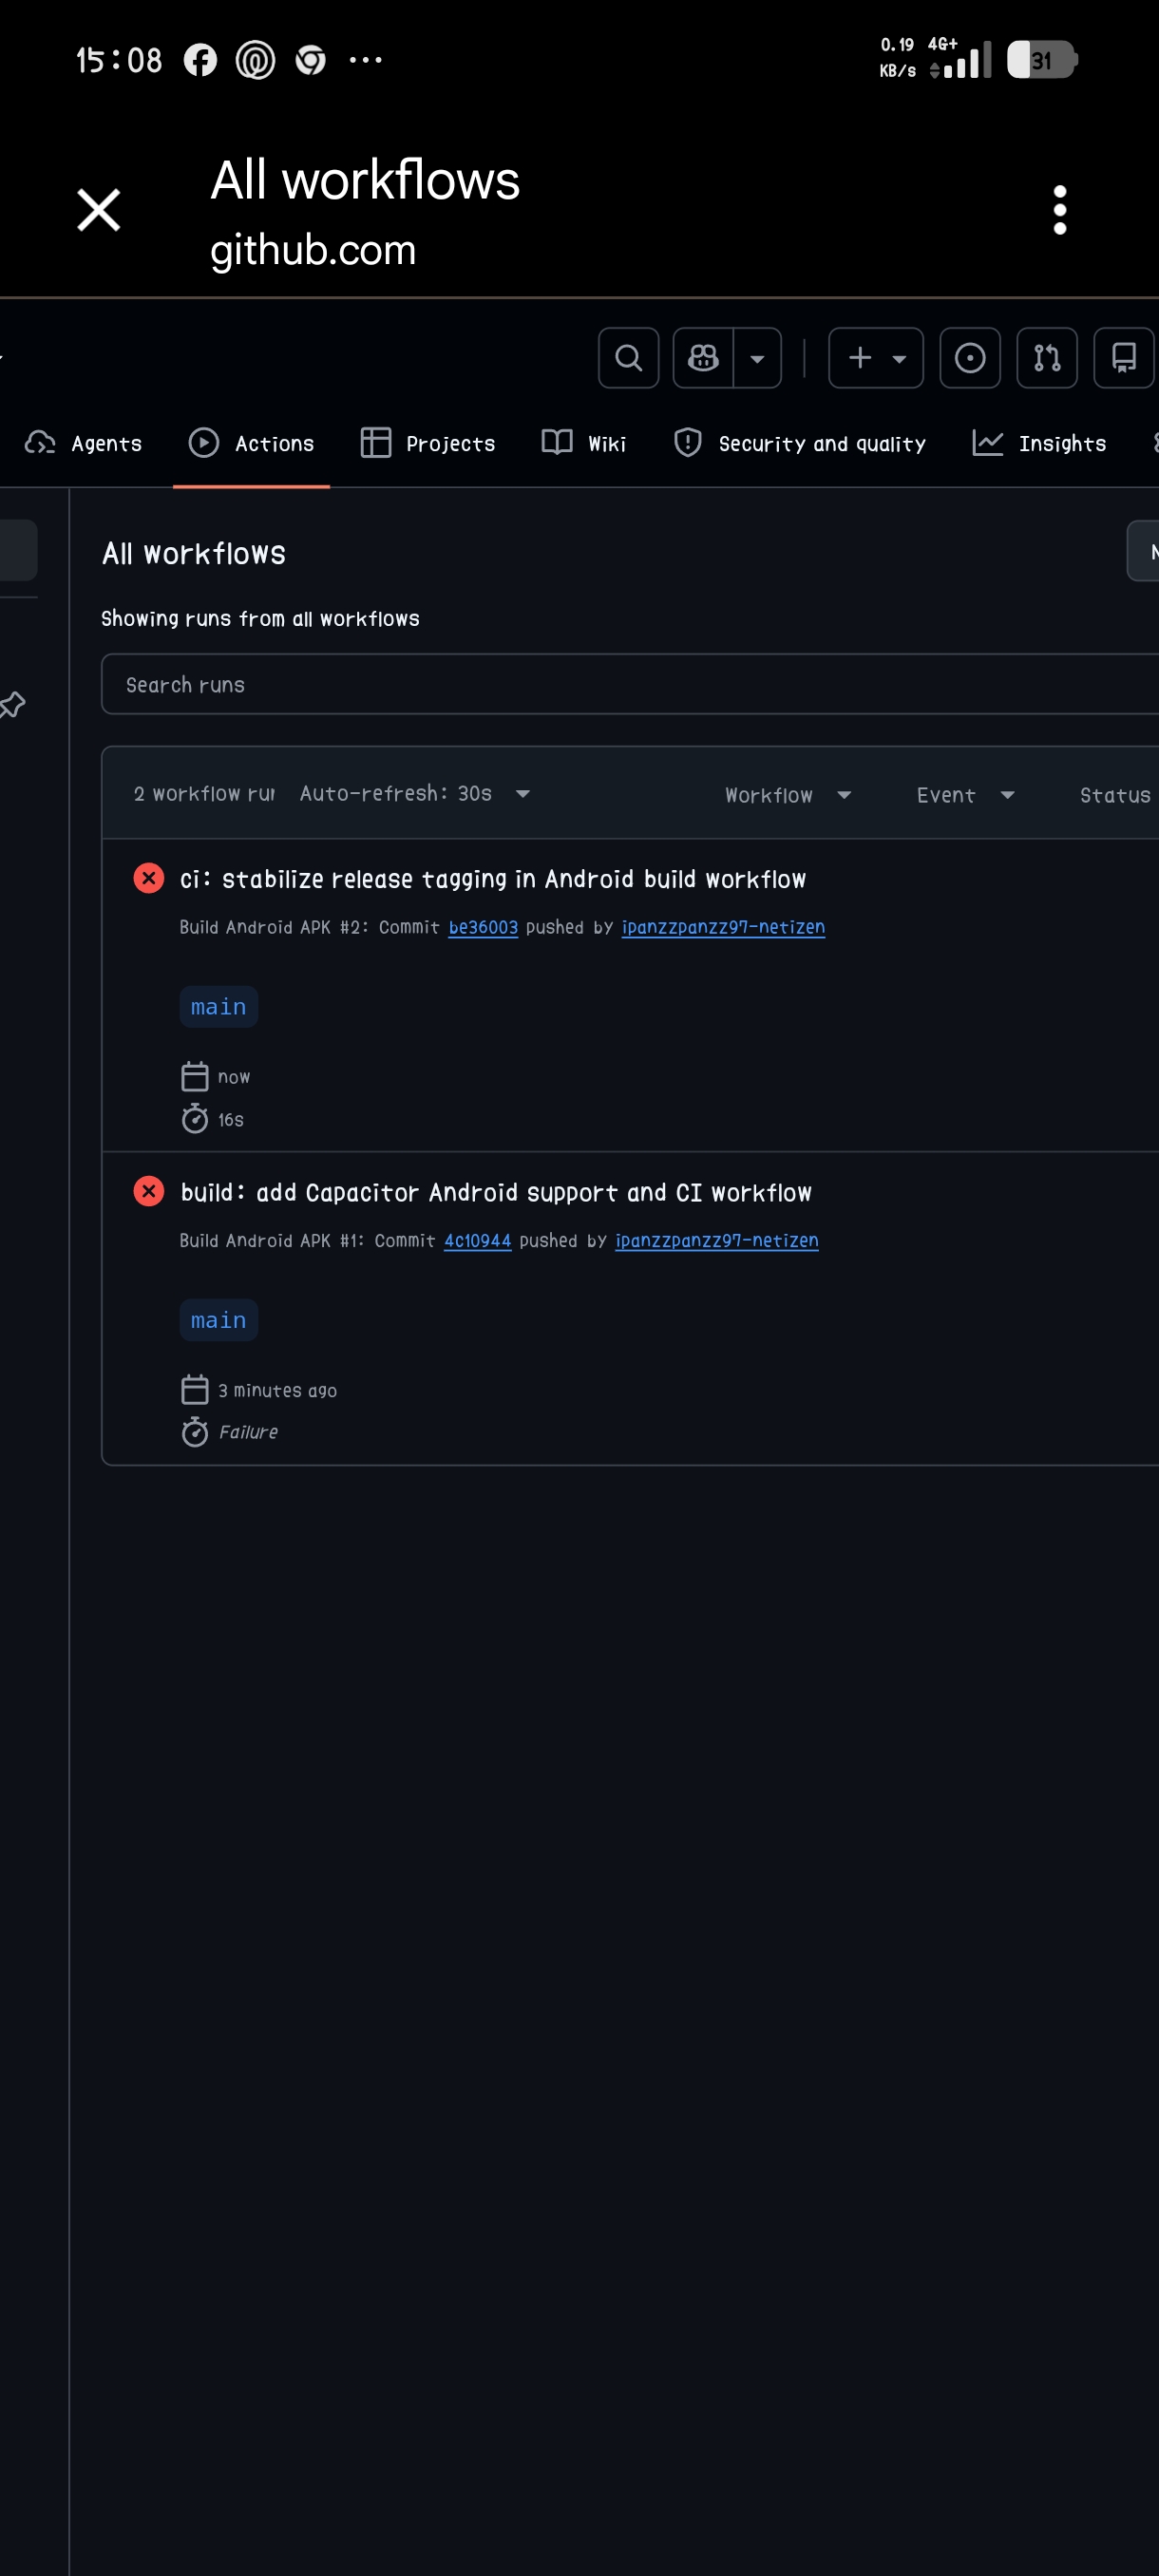 15:08
0.19 KB/s 4G+ 31
All workflows
github.com
Agents Actions Projects Wiki Security and quality Insights
All workflows
Showing runs from all workflows
Search runs
2 workflow Auto-refresh: 30s Workflow Event Status
ci: stabilize release tagging in Android build workflow
Build Android APK #2: Commit be36003 pushed by ipanzzpanzz97-netizen
main
now
16s
build: add Capacitor Android support and CI workflow
Build Android APK #1: Commit 4c10944 pushed by ipanzzpanzz97-netizen
main
3 minutes ago
Failure